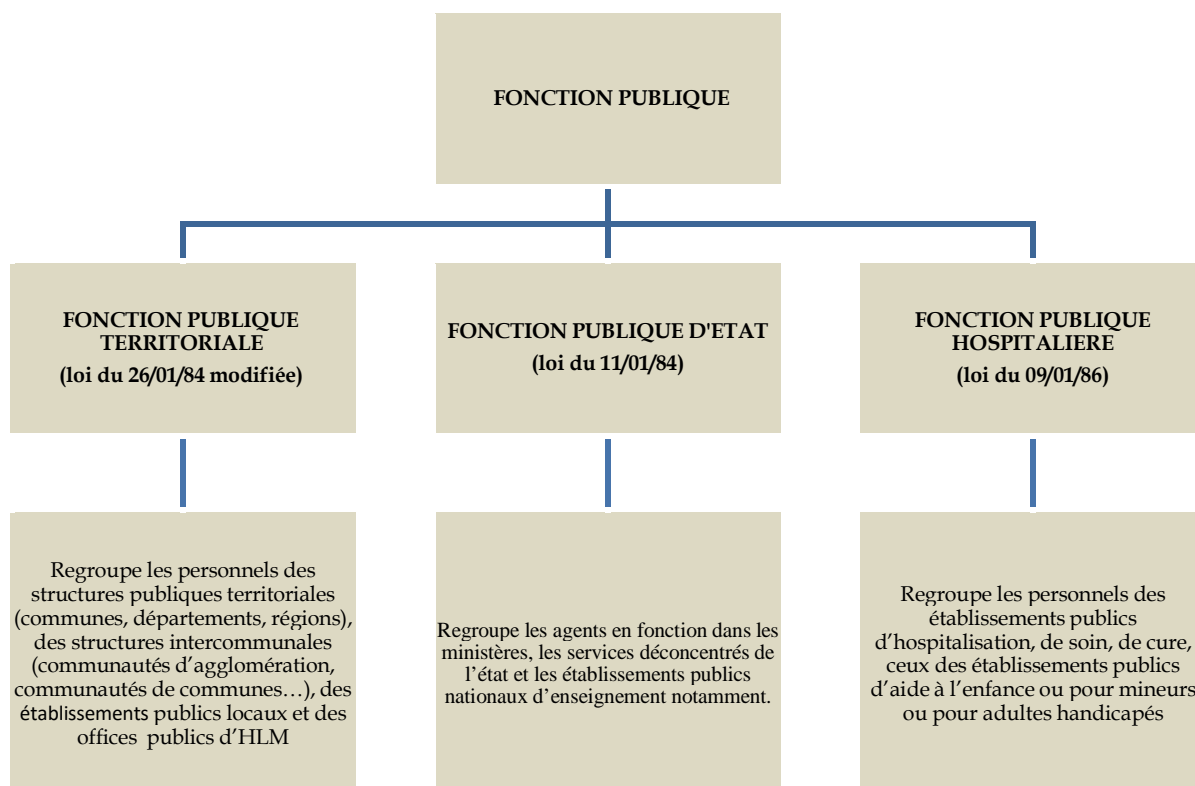 FONCTION PUBLIQUE
FONCTION PUBLIQUE
TERRITORIALE
(loi du 26/01/84 modifiée)
FONCTION PUBLIQUE D'ETAT
(loi du 11/01/84)
FONCTION PUBLIQUE
HOSPITALIERE
(loi du 09/01/86)
Regroupe les personnels des
structures publiques territoriales
(communes, départements, régions),
des structures intercommunales
(communautés d’agglomération,
communautés de communes…), des
établissements publics locaux et des
offices publics d’HLM
Regroupe les agents en fonction dans les
ministères, les services déconcentrés de
l’état et les établissements publics
nationaux d’enseignement notamment.
Regroupe les personnels des
établissements publics
d’hospitalisation, de soin, de cure,
ceux des établissements publics
d’aide à l’enfance ou pour mineurs
ou pour adultes handicapés